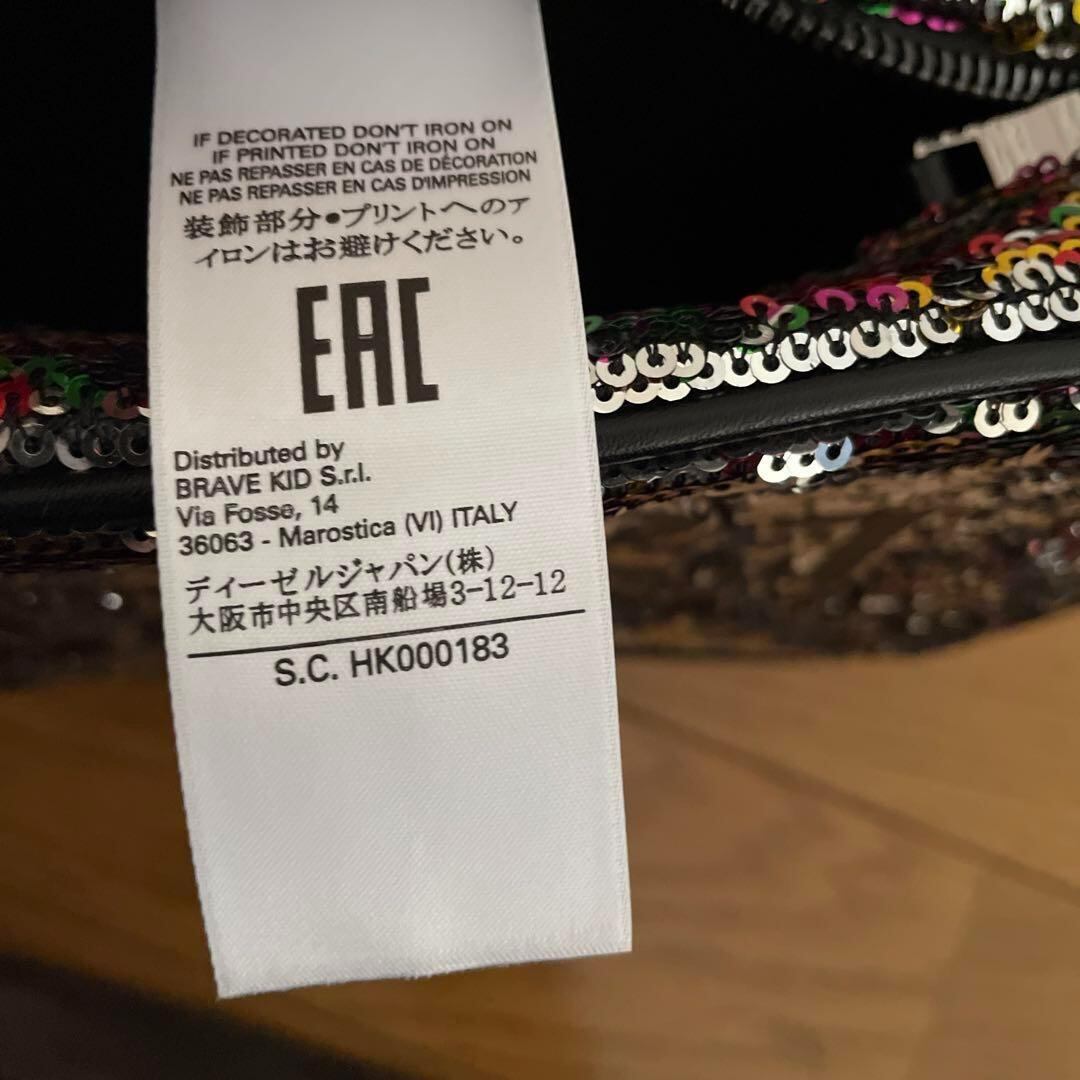 IF DECORATED DON'T IRON ON
IF PRINTED DON'T IRON ON
NE PAS REPASSER EN CAS DE DÉCORATION
NE PAS REPASSER EN CAS D'IMPRESSION
装飾部分•プリントへのア
イロンはお避けください。
EAC
Distributed by
BRAVE KID S.r.l.
Via Fosse, 14
36063 - Marostica (VI) ITALY
ディーゼルジャパン(株)
大阪市中央区南船場3-12-12
S.C. HK000183